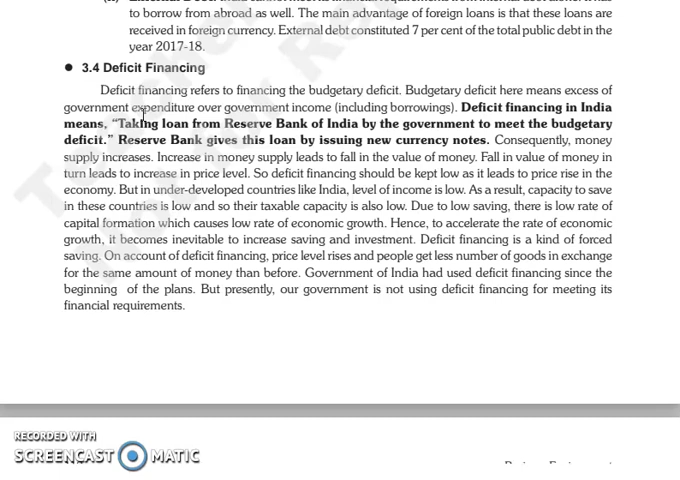 to borrow from abroad as well. The main advantage of foreign loans is that these loans are
received in foreign currency. External debt constituted 7 per cent of the total public debt in the
year 2017-18.
● 3.4 Deficit Financing
Deficit financing refers to financing the budgetary deficit. Budgetary deficit here means excess of
government expenditure over government income (including borrowings). Deficit financing in India
means, “Taking loan from Reserve Bank of India by the government to meet the budgetary
deficit.” Reserve Bank gives this loan by issuing new currency notes. Consequently, money
supply increases. Increase in money supply leads to fall in the value of money. Fall in value of money in
turn leads to increase in price level. So deficit financing should be kept low as it leads to price rise in the
economy. But in under-developed countries like India, level of income is low. As a result, capacity to save
in these countries is low and so their taxable capacity is also low. Due to low saving, there is low rate of
capital formation which causes low rate of economic growth. Hence, to accelerate the rate of economic
growth, it becomes inevitable to increase saving and investment. Deficit financing is a kind of forced
saving. On account of deficit financing, price level rises and people get less number of goods in exchange
for the same amount of money than before. Government of India had used deficit financing since the
beginning of the plans. But presently, our government is not using deficit financing for meeting its
financial requirements.
RECORDED WITH
SCREENCAST MATIC